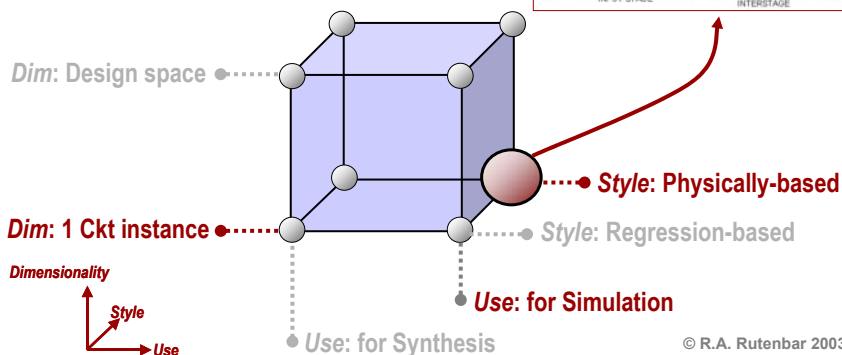 INTERSTAGE
Dim: Design space
Style: Physically-based
Dim: 1 Ckt instance
Style: Regression-based
Dimensionality
Style
Use
Use: for Simulation
Use: for Synthesis
© R.A. Rutenbar 2003